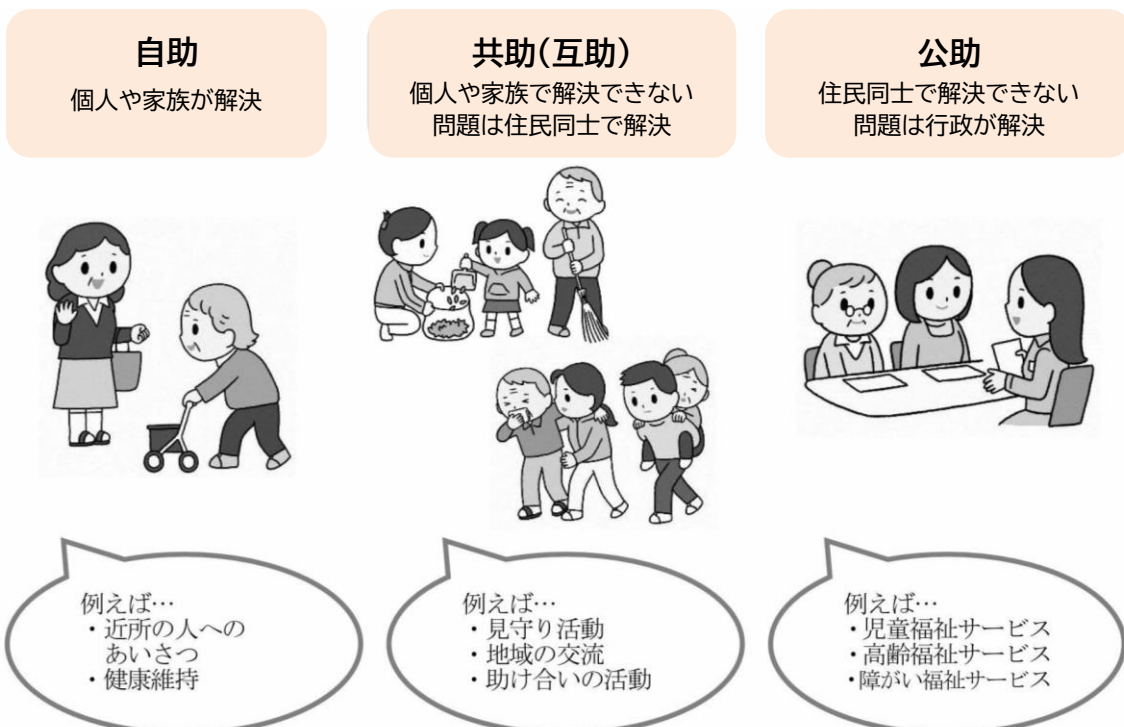 自助
個人や家族が解決
共助(互助)
個人や家族で解決できない
問題は住民同士で解決
公助
住民同士で解決できない
問題は行政が解決
例えば…
・近所の人への
あいさつ
・健康維持
例えば…
・見守り活動
・地域の交流
・助け合いの活動
例えば…
・児童福祉サービス
・高齢福祉サービス
・障がい福祉サービス